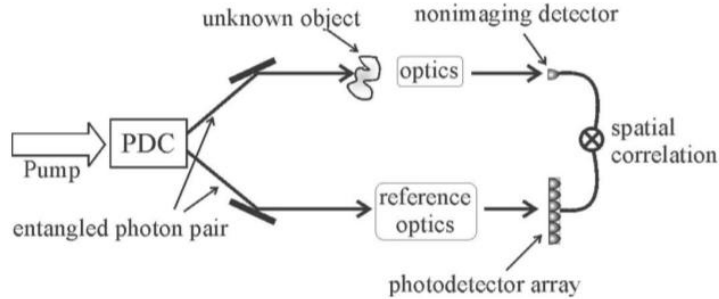 unknown object
nonimaging detector
optics
PDC
Pump
spatial
correlation
reference
optics
entangled photon pair
photodetector array